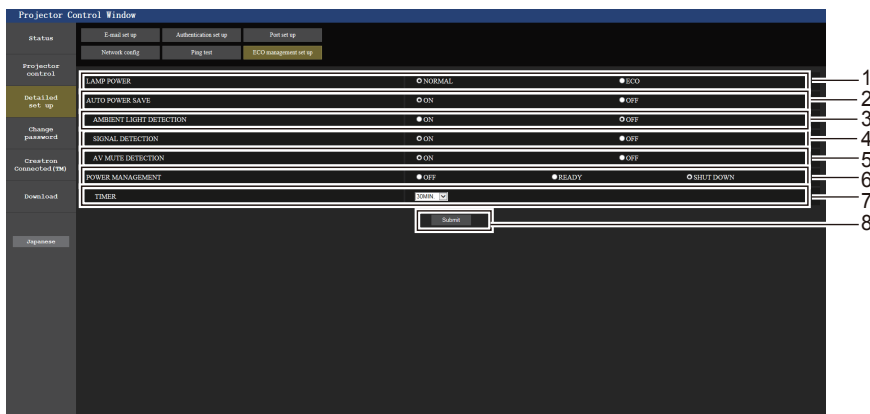 Projector Control Window
Status
E-mail set up
Authentication set up
Port set up
Network config
Ping test
ECO management set up
Projector
control
Detailed
set up
Change
password
Crestron
Connected(TM)
Download
Japanese
LAMP POWER NORMAL ECO 1
AUTO POWER SAVE ON OFF 2
AMBIENT LIGHT DETECTION ON OFF 3
SIGNAL DETECTION ON OFF 4
AV MUTE DETECTION ON OFF 5
POWER MANAGEMENT OFF READY SHUT DOWN 6
TIMER 30MIN. 7
Submit 8